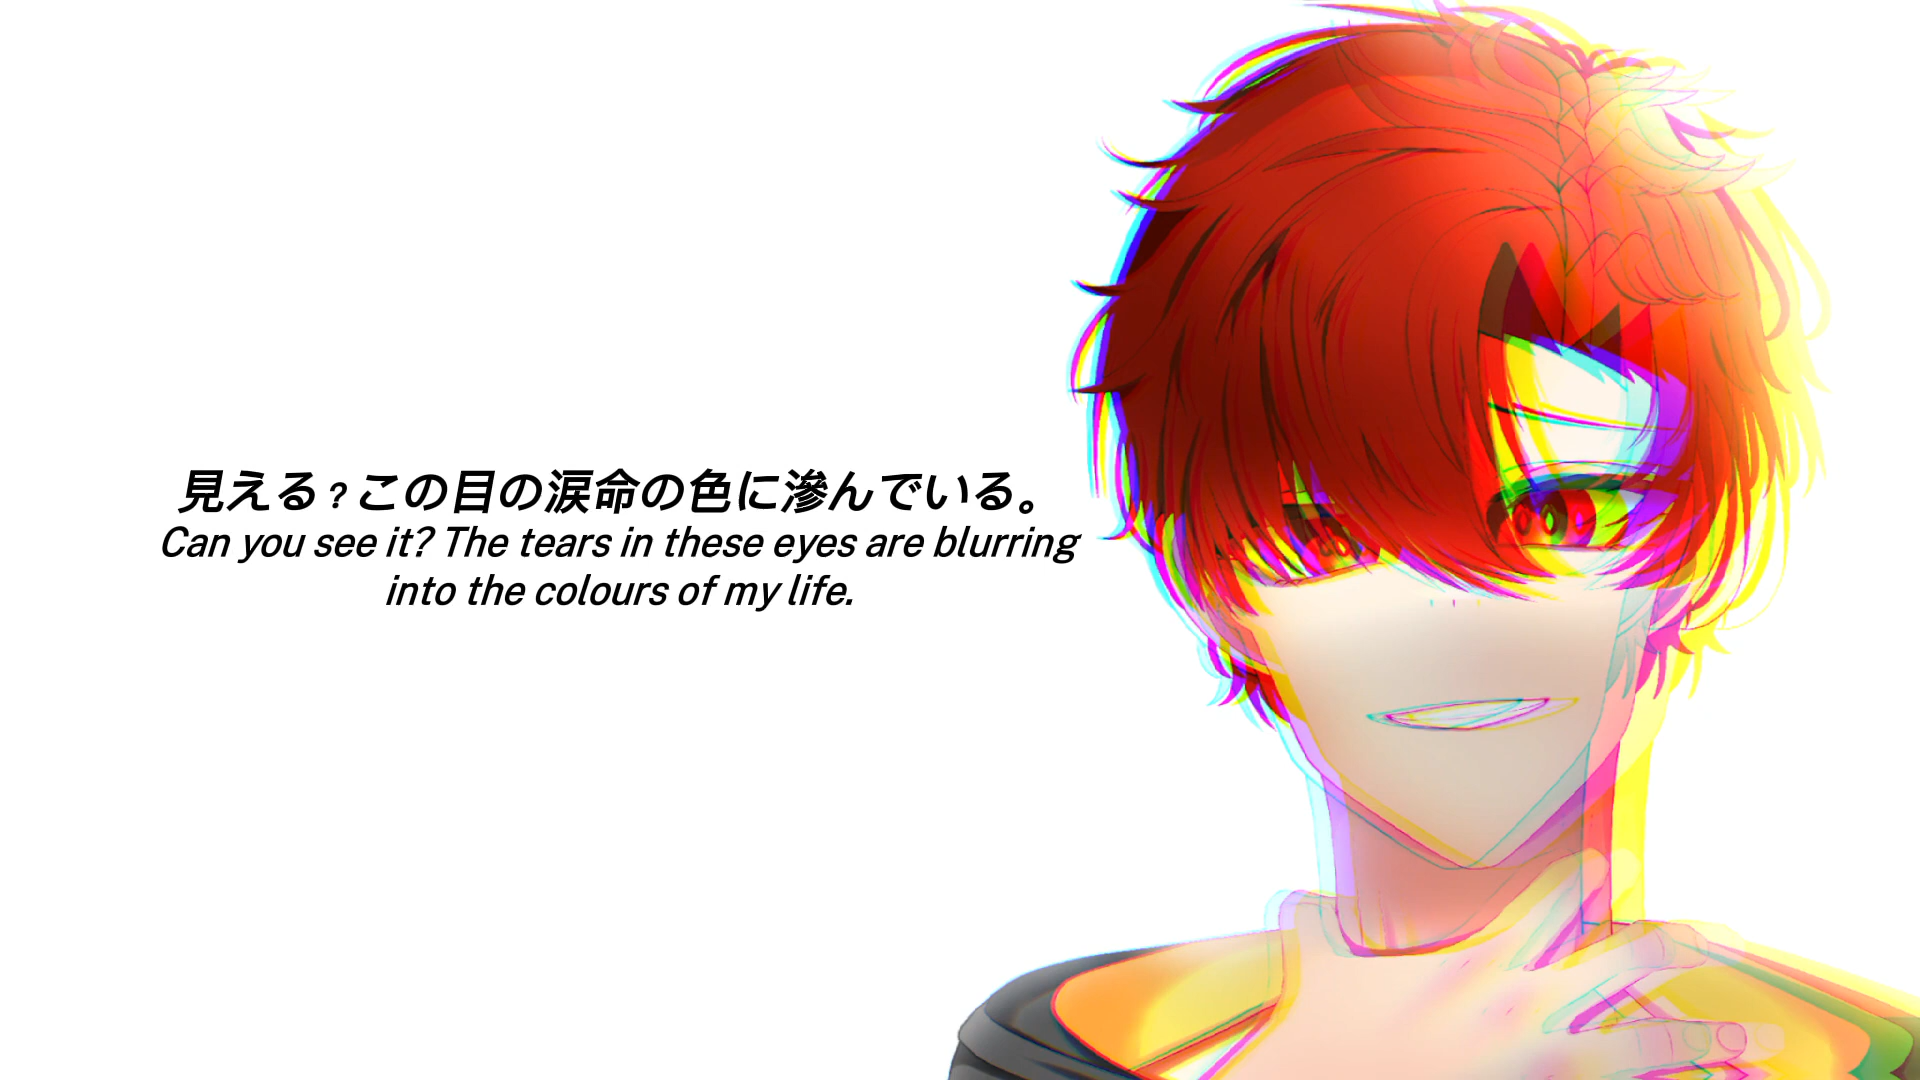 見える？この目の涙命の色に滲んでいる。
Can you see it? The tears in these eyes are blurring
into the colours of my life.